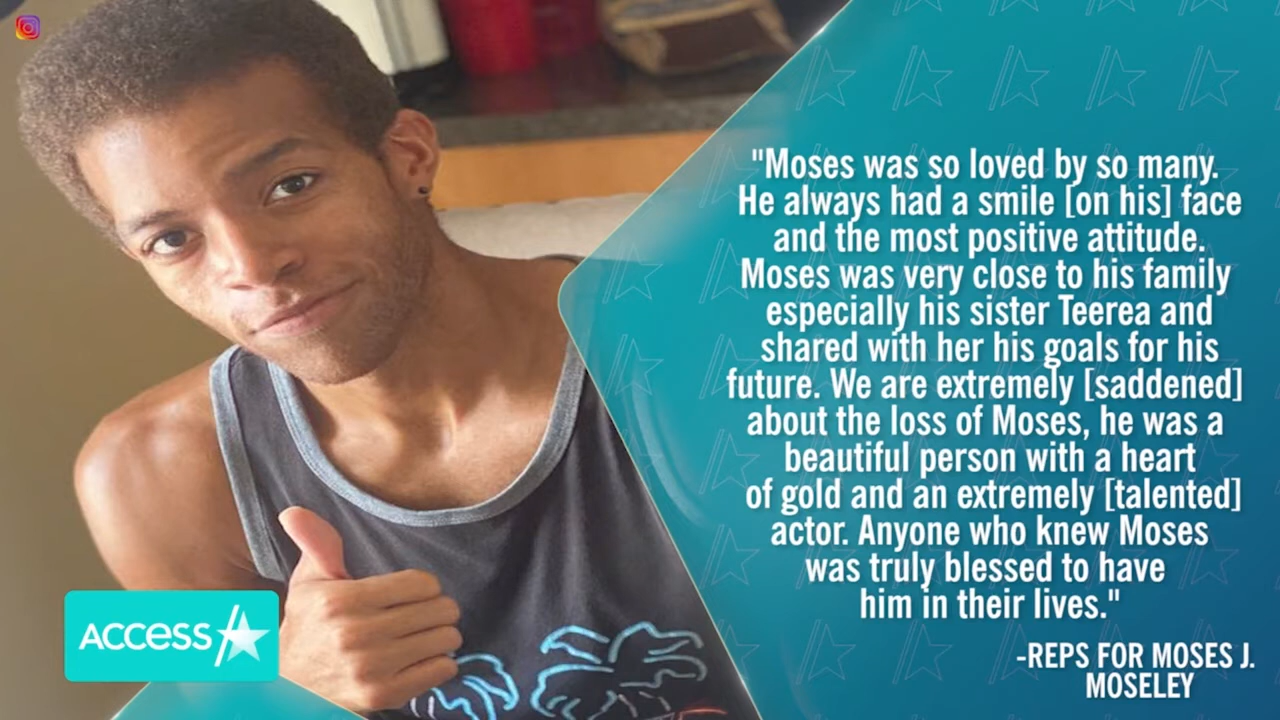 "Moses was so loved by so many.
He always had a smile [on his] face
and the most positive attitude.
Moses was very close to his family
especially his sister Teerea and
shared with her his goals for his
future. We are extremely [saddened]
about the loss of Moses, he was a
beautiful person with a heart
of gold and an extremely [talented]
actor. Anyone who knew Moses
was truly blessed to have
him in their lives."
-REPS FOR MOSES J.
MOSELEY
ACCESS